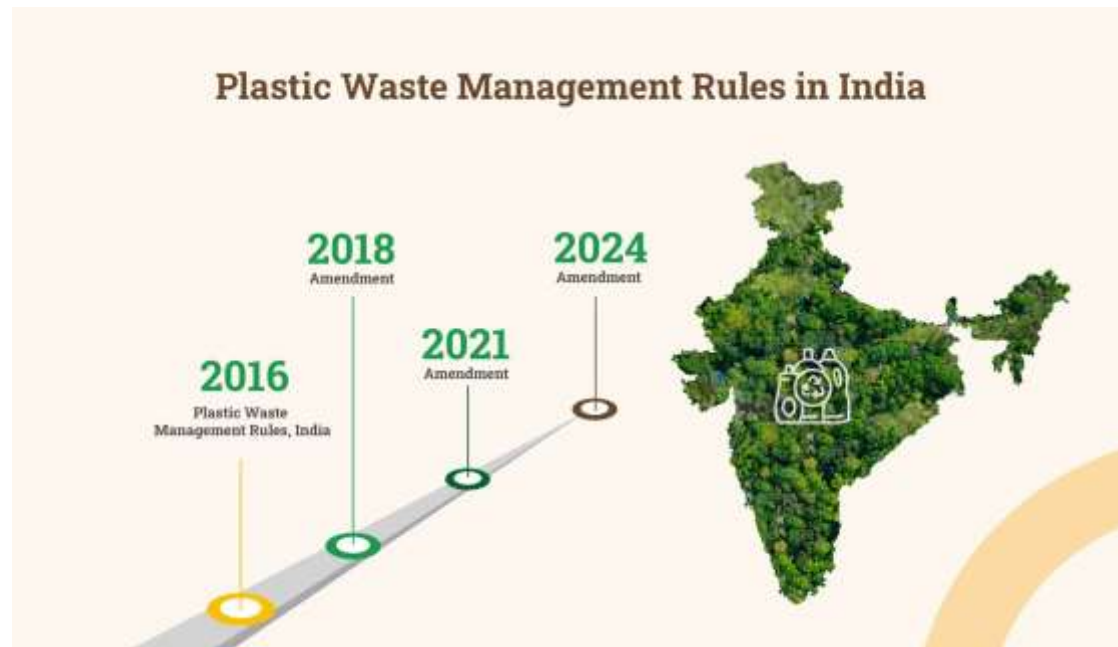 Plastic Waste Management Rules in India
2016
Plastic Waste
Management Rules, India
2018
Amendment
2021
Amendment
2024
Amendment